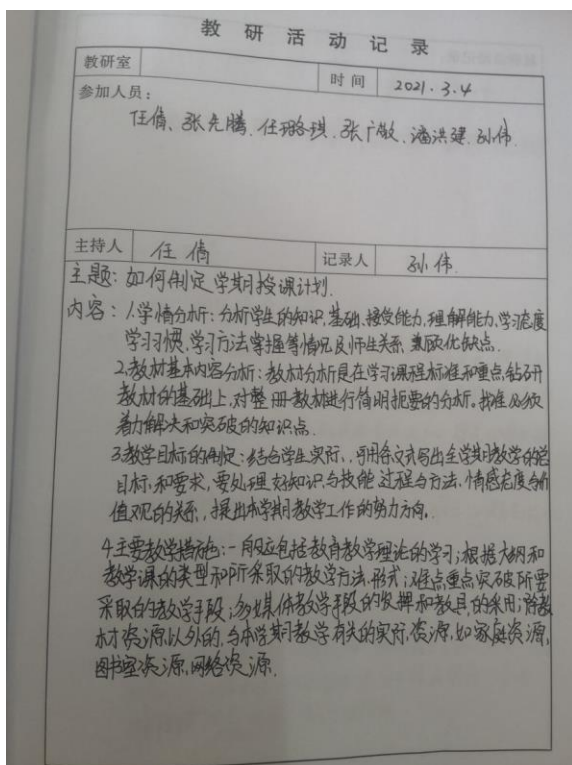 教研活动记录
教研室
时间 2021.3.4
参加人员:
任倩、张先腾、任璐琪、张广敏、潘洪建、孙伟.
主持人 任倩 记录人 孙伟.
主题: 如何制定学期授课计划.
内容: 1.学情分析:分析学生的知识,基础、接受能力,理解能力、学习态度
学习习惯,学习方法掌握等情况及师生关系,兼顾优缺点.
2.教材基本内容分析:教材分析是在学习课程标准和重点钻研
教材的基础上,对整册教材进行简明扼要的分析。找准必须
着力解决和突破的知识点.
3.教学目标的制定:结合学生实际,可用条文式写出全学期教学的总
目标,和要求,要处理好知识与技能,过程与方法,情感态度与价
值观的关系,提出本学期教学工作的努力方向。
4.主要教学措施:一般应包括教育教学理论的学习;根据大纲和
教学课的类型和所采取的教学方法,形式;难点重点突破所要
采取的教学手段;多媒体教学手段的发挥和教具的采用;除教
材资源以外的,与本学期教学有关的实际,资源,如家庭资源,
图书室资源,网络资源.